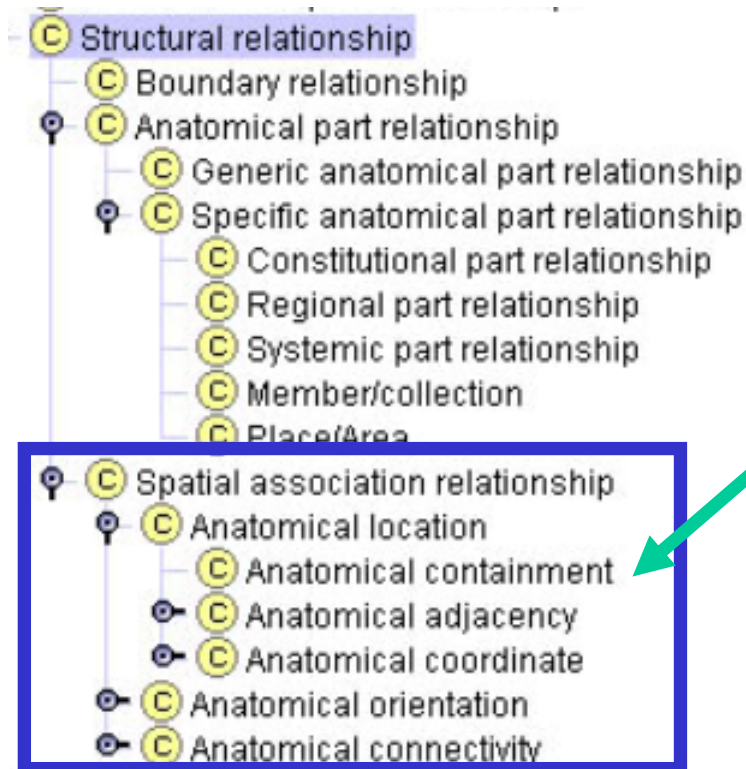 C Structural relationship
C Boundary relationship
C Anatomical part relationship
C Generic anatomical part relationship
C Specific anatomical part relationship
C Constitutional part relationship
C Regional part relationship
C Systemic part relationship
C Member/collection
C Place/Area
C Spatial association relationship
C Anatomical location
C Anatomical containment
C Anatomical adjacency
C Anatomical coordinate
C Anatomical orientation
C Anatomical connectivity